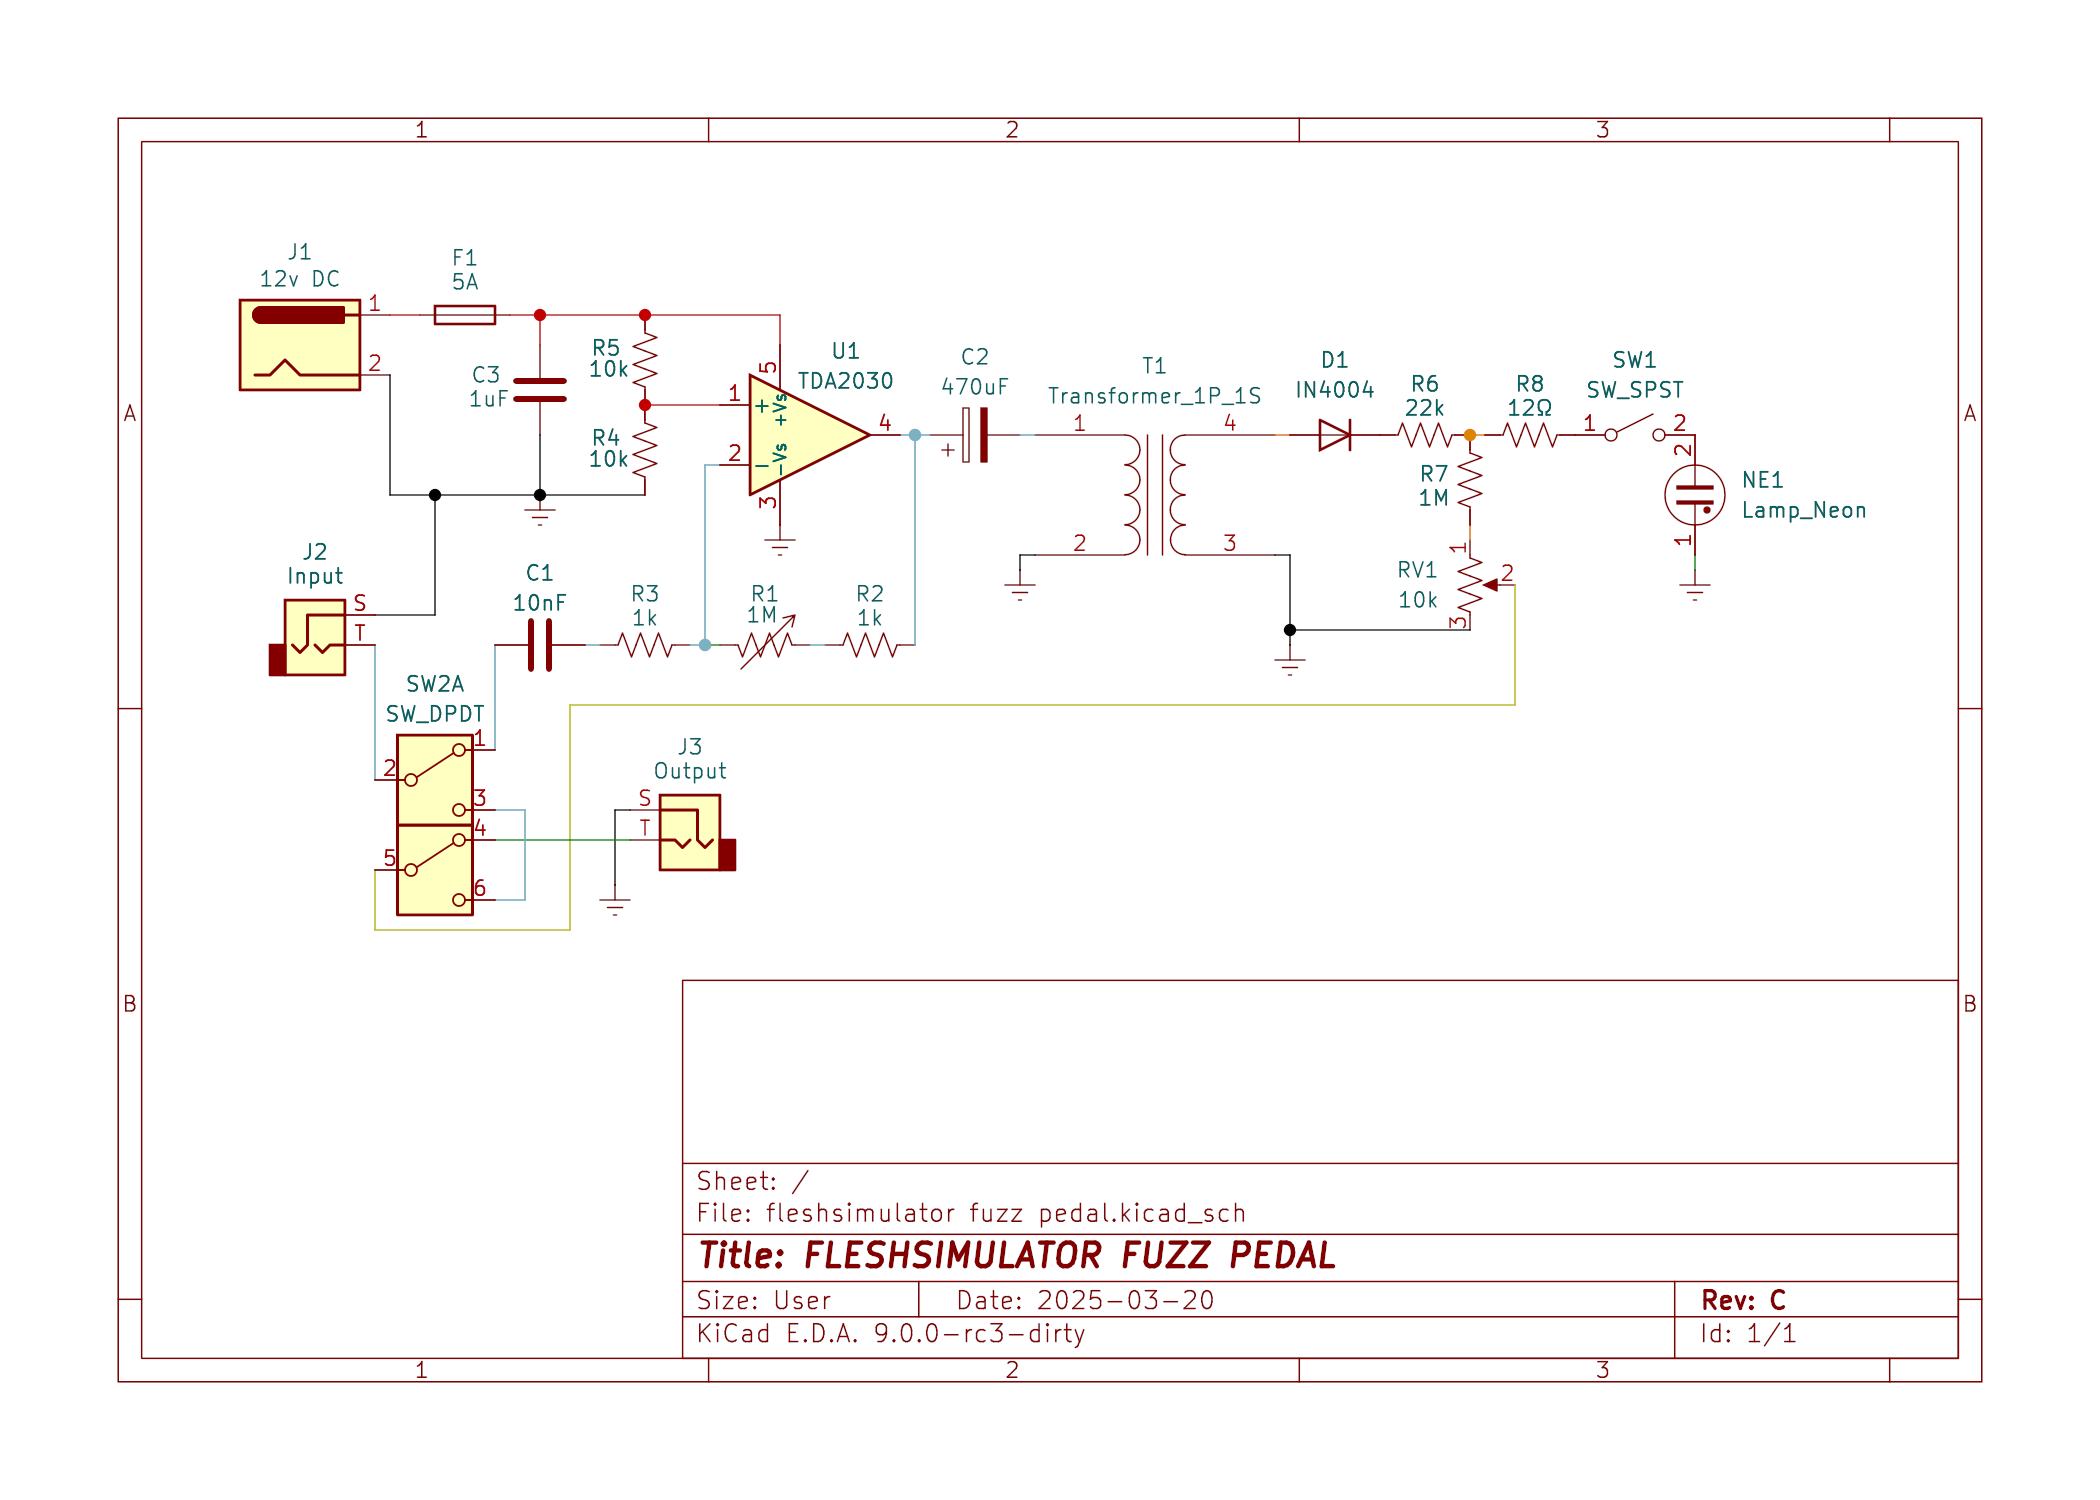 1 2 3
A A
J1
12v DC
1
2
F1
5A
C3
1uF
R5
10k
R4
10k
U1
TDA2030
1
2
5
4
3
+
-
+Vs
-Vs
C2
470uF
+
T1
Transformer_1P_1S
1
2
4
3
D1
IN4004
R6
22k
R8
12Ω
R7
1M
SW1
SW_SPST
1
2
2
1
NE1
Lamp_Neon
RV1
10k
1
2
3
J2
Input
S
T
C1
10nF
R3
1k
R1
1M
R2
1k
SW2A
SW_DPDT
1
2
3
4
5
6
J3
Output
S
T
B B
Sheet: /
File: fleshsimulator fuzz pedal.kicad_sch
Title: FLESHSIMULATOR FUZZ PEDAL
Size: User Date: 2025-03-20 Rev: C
KiCad E.D.A. 9.0.0-rc3-dirty Id: 1/1
1 2 3